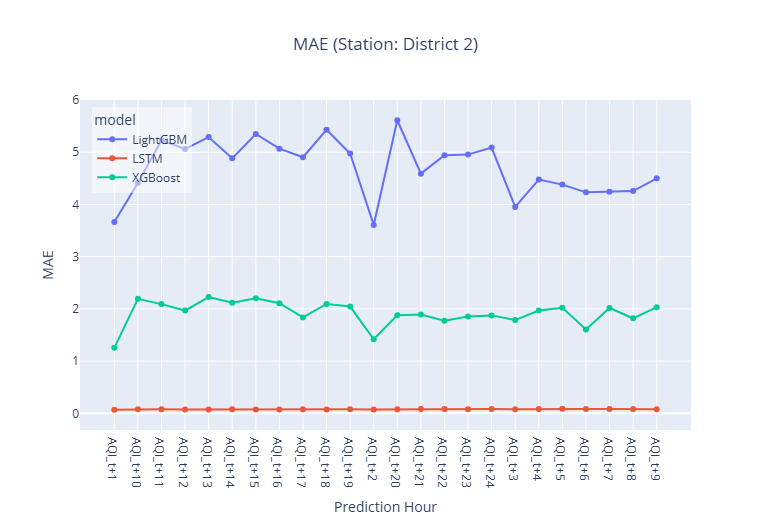 MAE (Station: District 2)
6
5
4
3
2
1
0
MAE
model
LightGBM
LSTM
XGBoost
AQI_t+1
AQI_t+10
AQI_t+11
AQI_t+12
AQI_t+13
AQI_t+14
AQI_t+15
AQI_t+16
AQI_t+17
AQI_t+18
AQI_t+19
AQI_t+2
AQI_t+20
AQI_t+21
AQI_t+22
AQI_t+23
AQI_t+24
AQI_t+3
AQI_t+4
AQI_t+5
AQI_t+6
AQI_t+7
AQI_t+8
AQI_t+9
Prediction Hour